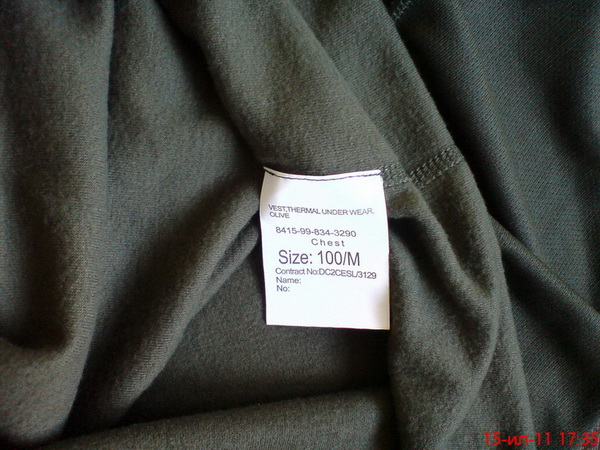 VEST,THERMAL UNDER WEAR.
OLIVE
8415-99-834-3290
Chest
Size: 100/M
Contract No:DC2CESL/3129
Name:
No:
15-ил-11 17:35